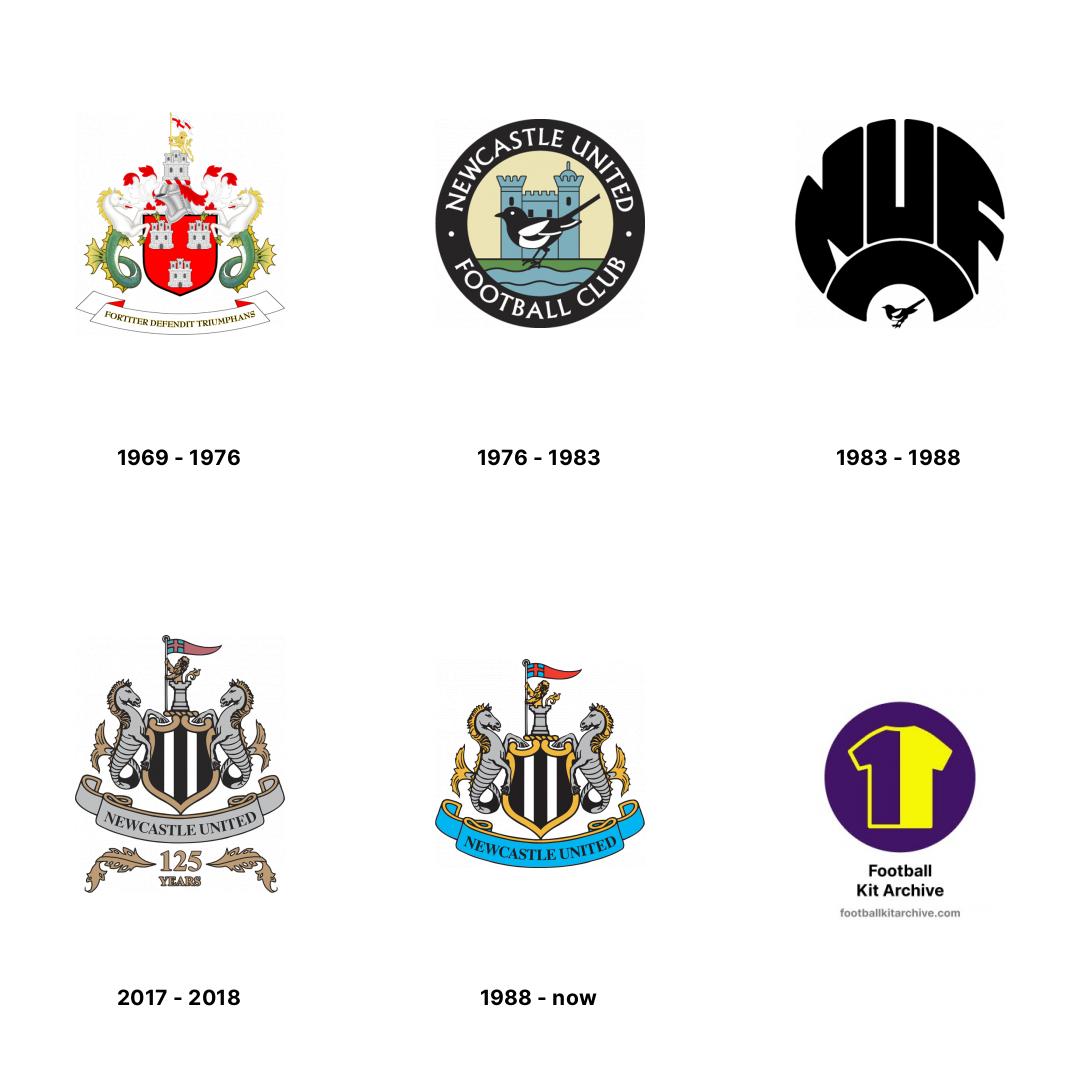 FORTITER DEFENDIT TRIUMPHANS
NEWCASTLE UNITED
FOOTBALL CLUB
NUF
1969 - 1976
1976 - 1983
1983 - 1988
NEWCASTLE UNITED
125
YEARS
NEWCASTLE UNITED
1
Football
Kit Archive
footballkitarchive.com
2017 - 2018
1988 - now